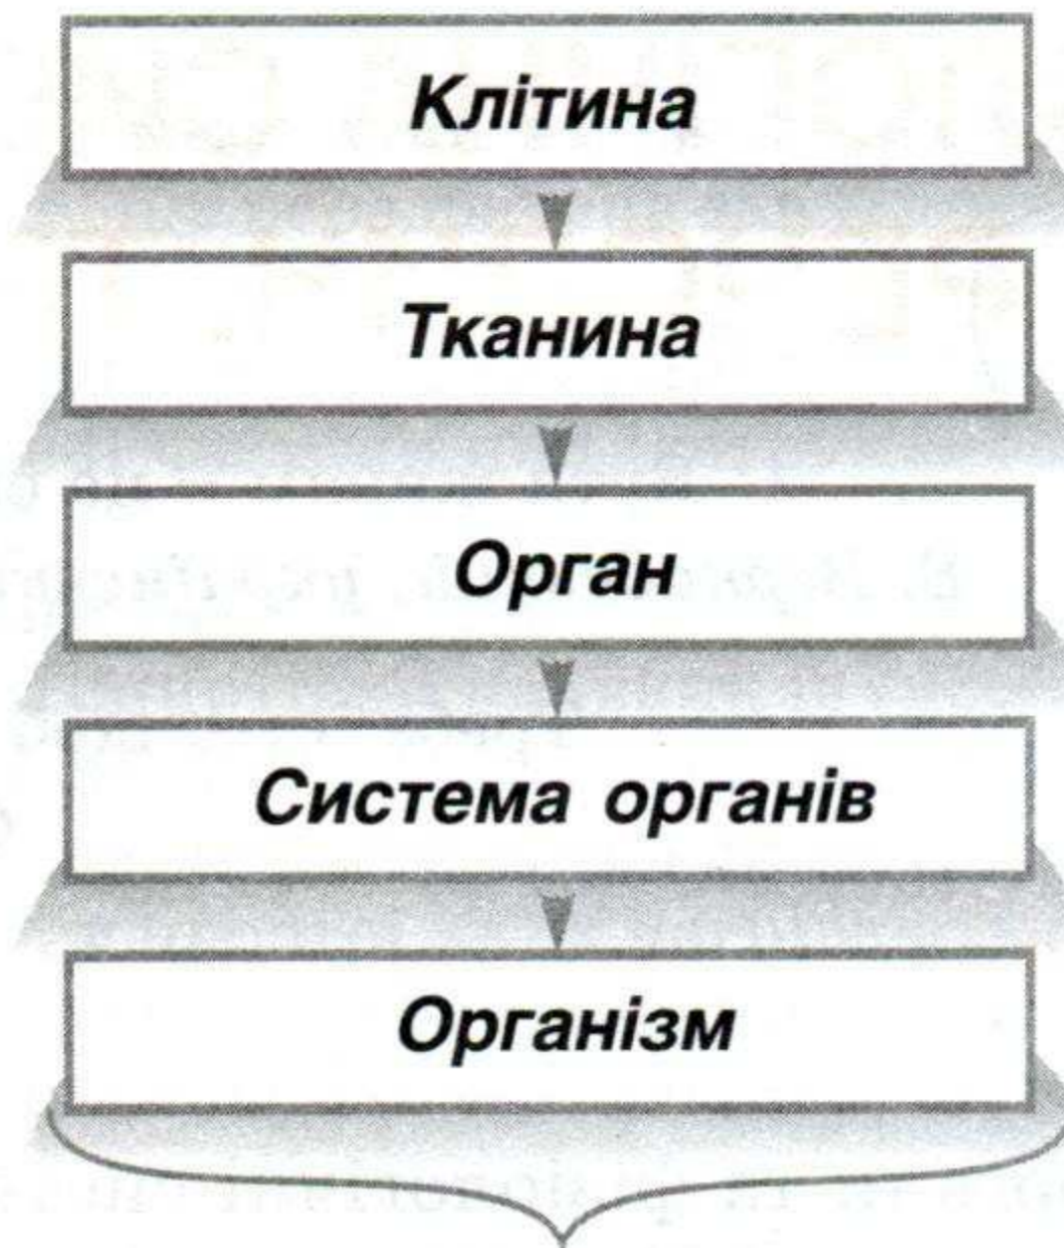 Клітина
Тканина
Орган
Система органів
Організм